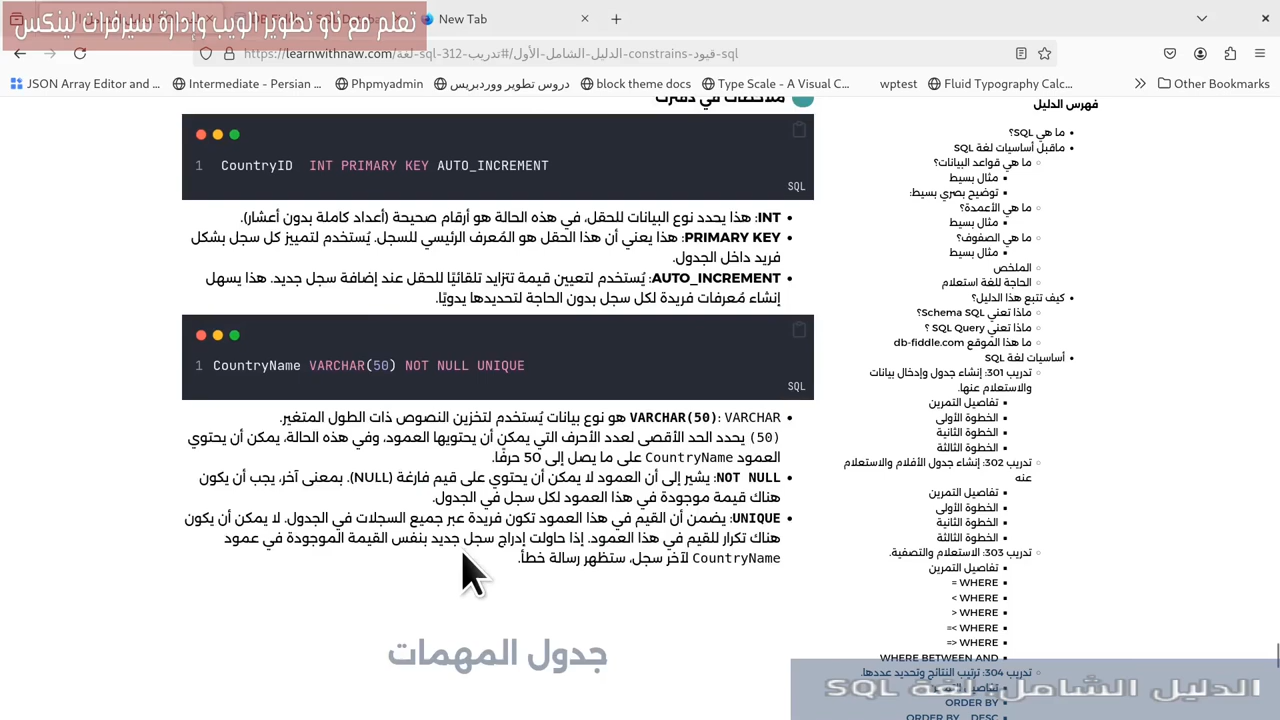 تعلم مع ناو تطوير الويب وإدارة سيرفرات لينكس
New Tab
https://learnwithnaw.com/لغة-sql-الدليل-الشامل-الأول/#تدريب-312-قيود-constrains-sql
JSON Array Editor and ...
Intermediate - Persian ...
Phpmyadmin
دروس تطوير ووردبريس
block theme docs
Type Scale - A Visual C...
wptest
Fluid Typography Calc...
Other Bookmarks
ملاحظات في دفترك
1 CountryID INT PRIMARY KEY AUTO_INCREMENT
SQL
INT: هذا يحدد نوع البيانات للحقل، في هذه الحالة هو أرقام صحيحة (أعداد كاملة بدون أعشار).
PRIMARY KEY: هذا يعني أن هذا الحقل هو المُعرف الرئيسي للسجل. يُستخدم لتمييز كل سجل بشكل
فريد داخل الجدول.
AUTO_INCREMENT: يُستخدم لتعيين قيمة تتزايد تلقائيًا للحقل عند إضافة سجل جديد. هذا يسهل
إنشاء مُعرفات فريدة لكل سجل بدون الحاجة لتحديدها يدويًا.
1 CountryName VARCHAR(50) NOT NULL UNIQUE
SQL
VARCHAR(50): VARCHAR هو نوع بيانات يُستخدم لتخزين النصوص ذات الطول المتغير.
(50) يحدد الحد الأقصى لعدد الأحرف التي يمكن أن يحتويها العمود، وفي هذه الحالة، يمكن أن يحتوي
العمود CountryName على ما يصل إلى 50 حرفًا.
NOT NULL: يشير إلى أن العمود لا يمكن أن يحتوي على قيم فارغة (NULL). بمعنى آخر، يجب أن يكون
هناك قيمة موجودة في هذا العمود لكل سجل في الجدول.
UNIQUE: يضمن أن القيم في هذا العمود تكون فريدة عبر جميع السجلات في الجدول. لا يمكن أن يكون
هناك تكرار للقيم في هذا العمود. إذا حاولت إدراج سجل جديد بنفس القيمة الموجودة في عمود
CountryName لآخر سجل، ستظهر رسالة خطأ.
جدول المهمات
فهرس الدليل
ما هي SQL؟
ماقبل أساسيات لغة SQL
ما هي قواعد البيانات؟
مثال بسيط
توضيح بصري بسيط:
ما هي الأعمدة؟
مثال بسيط
ما هي الصفوف؟
مثال بسيط
الملخص
الحاجة للغة استعلام
كيف تتبع هذا الدليل؟
ماذا تعني Schema SQL؟
ماذا تعني SQL Query ؟
ما هذا الموقع db-fiddle.com
أساسيات لغة SQL
تدريب 301: إنشاء جدول وإدخال بيانات
والاستعلام عنها.
تفاصيل التمرين
الخطوة الأولى
الخطوة الثانية
الخطوة الثالثة
تدريب 302: إنشاء جدول الأفلام والاستعلام
عنه
تفاصيل التمرين
الخطوة الأولى
الخطوة الثانية
الخطوة الثالثة
تدريب 303: الاستعلام والتصفية.
تفاصيل التمرين
= WHERE
< WHERE
> WHERE
=< WHERE
=> WHERE
WHERE BETWEEN AND
تدريب 304: ترتيب النتائج وتحديد عددها.
ORDER BY
ORDER BY .. DESC
الدليل الشامل: لغة SQL